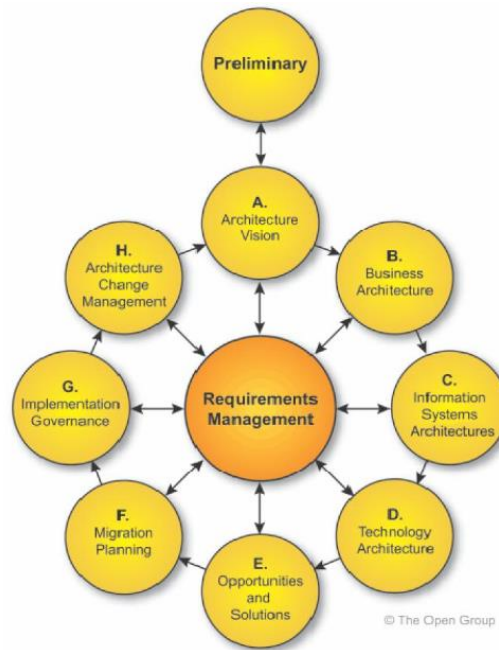 Preliminary
A.
Architecture
Vision
B.
Business
Architecture
C.
Information
Systems
Architectures
D.
Technology
Architecture
E.
Opportunities
and
Solutions
F.
Migration
Planning
G.
Implementation
Governance
H.
Architecture
Change
Management
Requirements
Management
© The Open Group